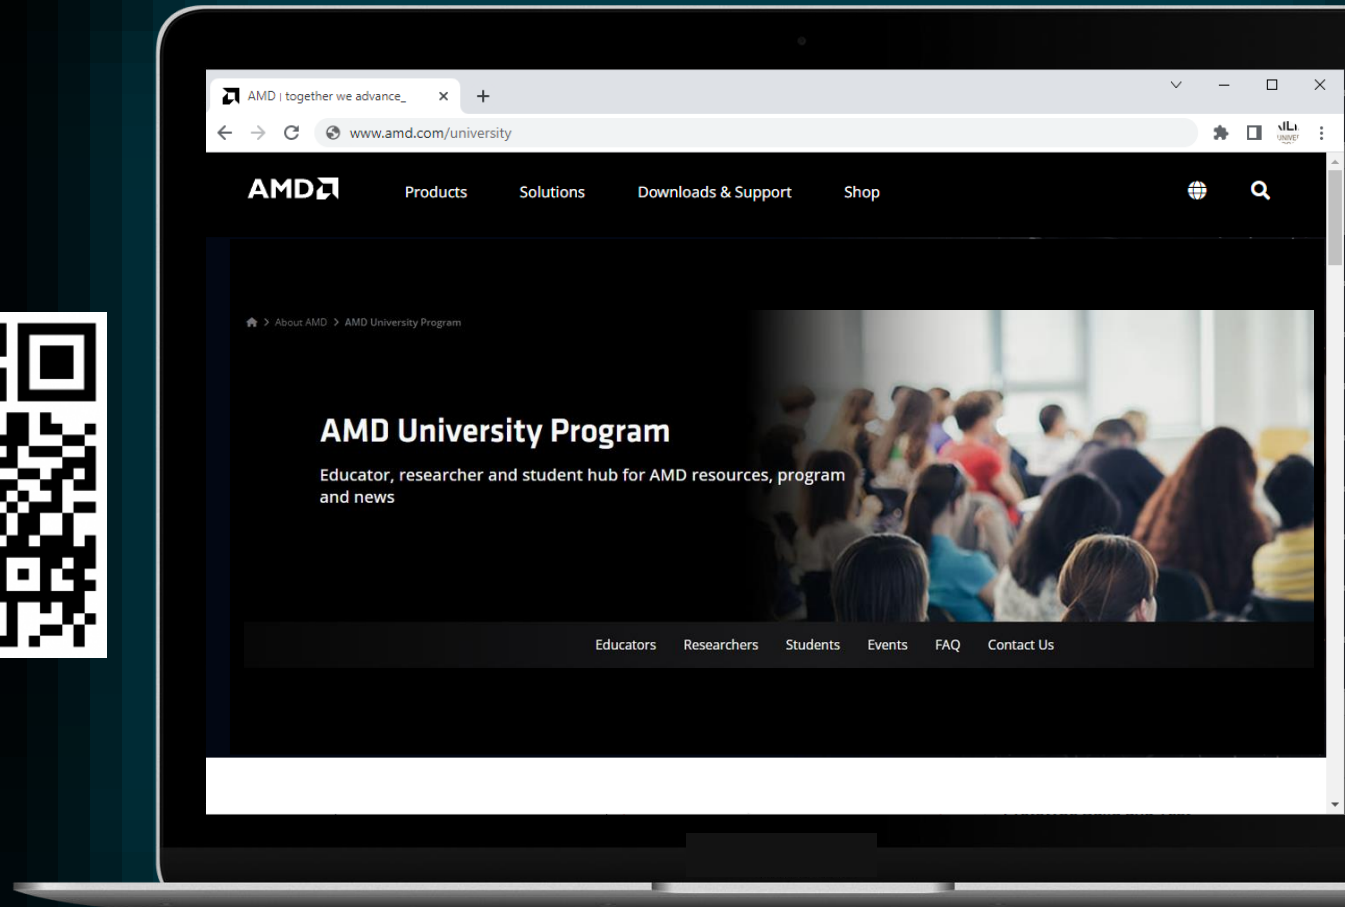 AMD | together we advance_
www.amd.com/university
AMD
Products Solutions Downloads & Support Shop
About AMD > AMD University Program
AMD University Program
Educator, researcher and student hub for AMD resources, program
and news
Educators Researchers Students Events FAQ Contact Us